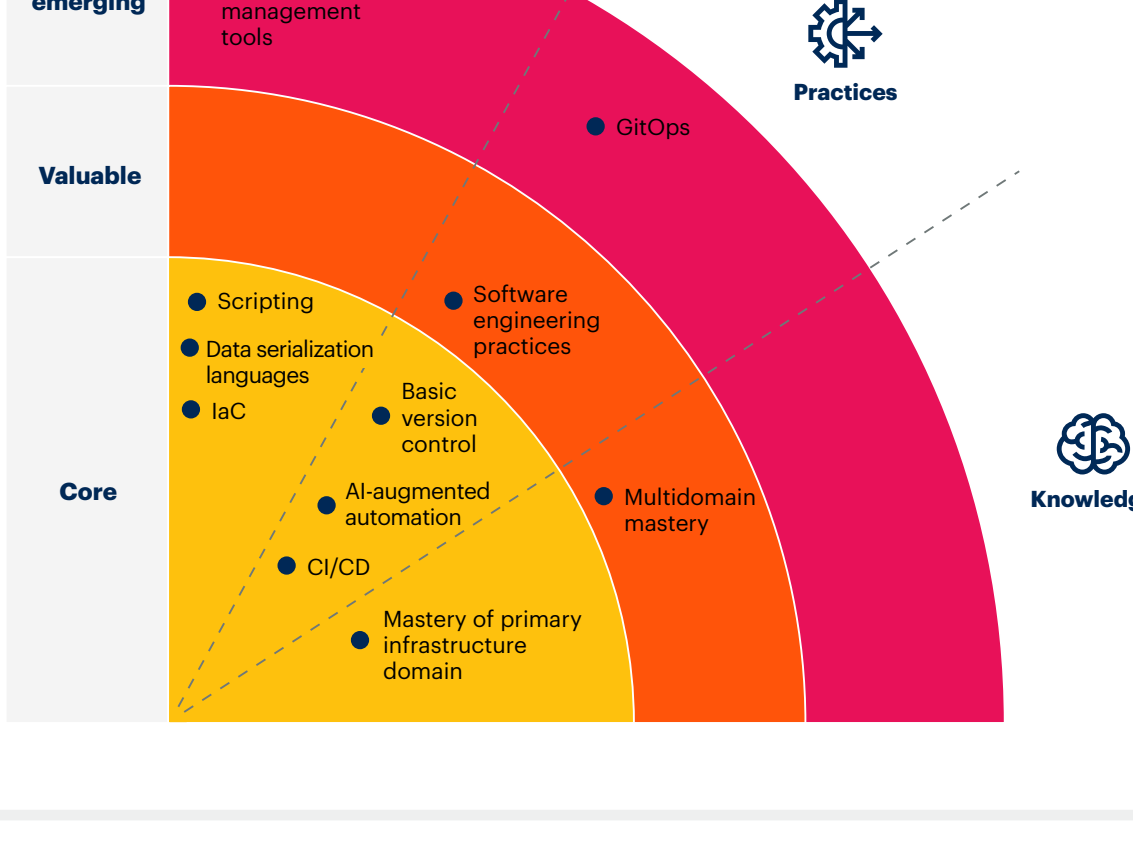 emerging
management
tools
Practices
GitOps
Valuable
Software
engineering
practices
Core
Scripting
Data serialization
languages
IaC
Basic
version
control
AI-augmented
automation
CI/CD
Multidomain
mastery
Mastery of primary
infrastructure
domain
Knowledg